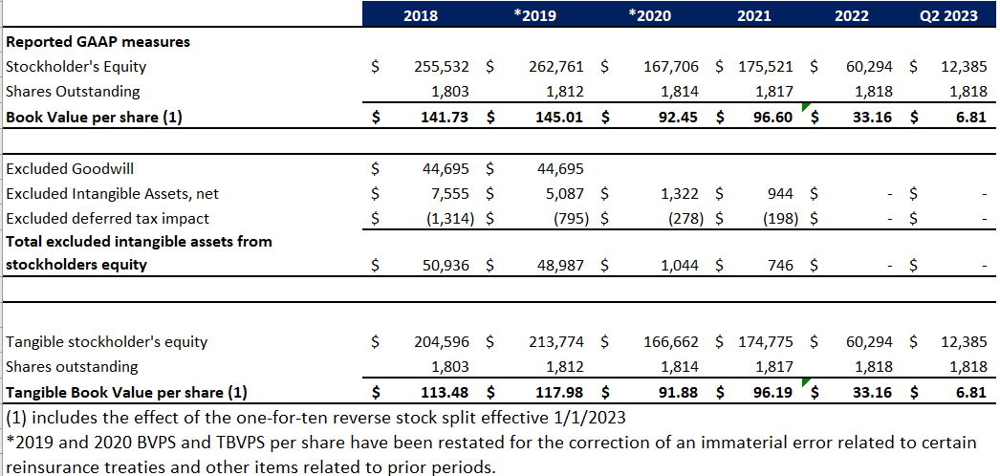 2018 *2019 *2020 2021 2022 Q2 2023
Reported GAAP measures
Stockholder's Equity $ 255,532 $ 262,761 $ 167,706 $ 175,521 $ 60,294 $ 12,385
Shares Outstanding 1,803 1,812 1,814 1,817 1,818 1,818
Book Value per share (1) $ 141.73 $ 145.01 $ 92.45 $ 96.60 $ 33.16 $ 6.81
Excluded Goodwill $ 44,695 $ 44,695
Excluded Intangible Assets, net $ 7,555 $ 5,087 $ 1,322 $ 944 $ - $ -
Excluded deferred tax impact $ (1,314) $ (795) $ (278) $ (198) $ - $ -
Total excluded intangible assets from
stockholders equity $ 50,936 $ 48,987 $ 1,044 $ 746 $ - $ -
Tangible stockholder's equity $ 204,596 $ 213,774 $ 166,662 $ 174,775 $ 60,294 $ 12,385
Shares outstanding 1,803 1,812 1,814 1,817 1,818 1,818
Tangible Book Value per share (1) $ 113.48 $ 117.98 $ 91.88 $ 96.19 $ 33.16 $ 6.81
(1) includes the effect of the one-for-ten reverse stock split effective 1/1/2023
*2019 and 2020 BVPS and TBVPS per share have been restated for the correction of an immaterial error related to certain
reinsurance treaties and other items related to prior periods.